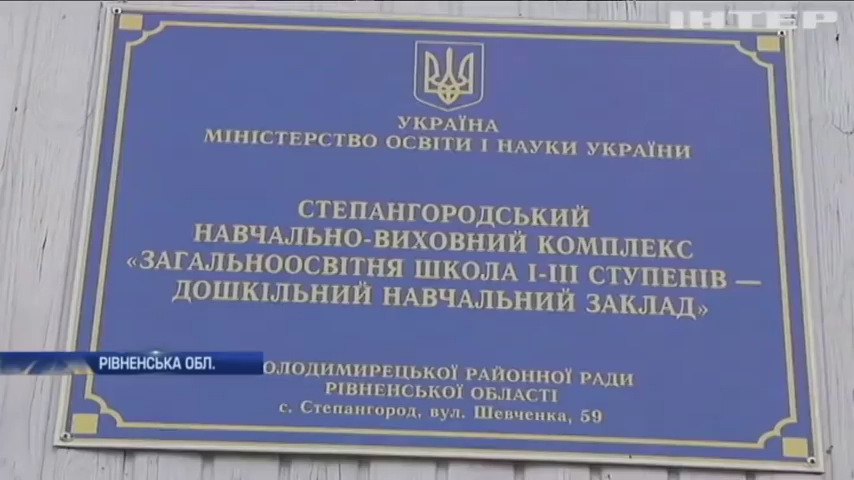 ІНТЕР
УКРАЇНА
МІНІСТЕРСТВО ОСВІТИ І НАУКИ УКРАЇНИ
СТЕПАНГОРОДСЬКИЙ
НАВЧАЛЬНО-ВИХОВНИЙ КОМПЛЕКС
«ЗАГАЛЬНООСВІТНЯ ШКОЛА І-ІІІ СТУПЕНІВ —
ДОШКІЛЬНИЙ НАВЧАЛЬНИЙ ЗАКЛАД»
РІВНЕНСЬКА ОБЛ.
ОЛОДИМИРЕЦЬКОЇ РАЙОННОЇ РАДИ
РІВНЕНСЬКОЇ ОБЛАСТІ
с. Степангород, вул. Шевченка, 59